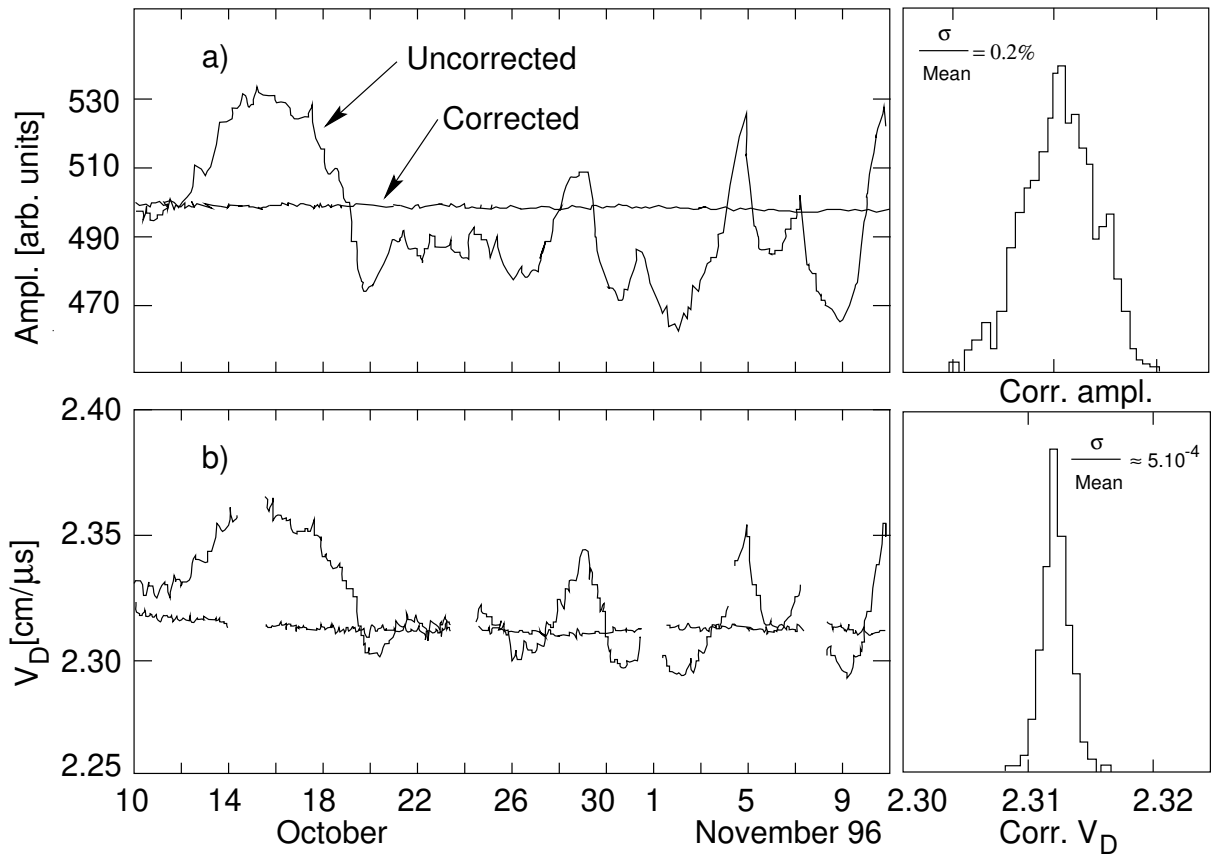 a)
Uncorrected
Corrected
530
510
490
470
Ampl. [arb. units]
σ
Mean
= 0.2%
Corr. ampl.
b)
2.40
2.35
2.30
2.25
V_D[cm/μs]
10 14 18 22 26 30 1 5 9
October
November 96
σ
Mean
≈ 5.10⁻⁴
2.30 2.31 2.32
Corr. V_D